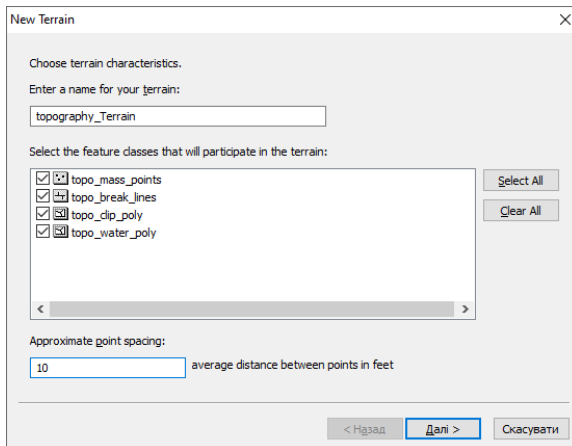 New Terrain
Choose terrain characteristics.
Enter a name for your terrain:
topography_Terrain
Select the feature classes that will participate in the terrain:
topo_mass_points
topo_break_lines
topo_clip_poly
topo_water_poly
Select All
Clear All
Approximate point spacing:
10
average distance between points in feet
< Назад
Далі >
Скасувати